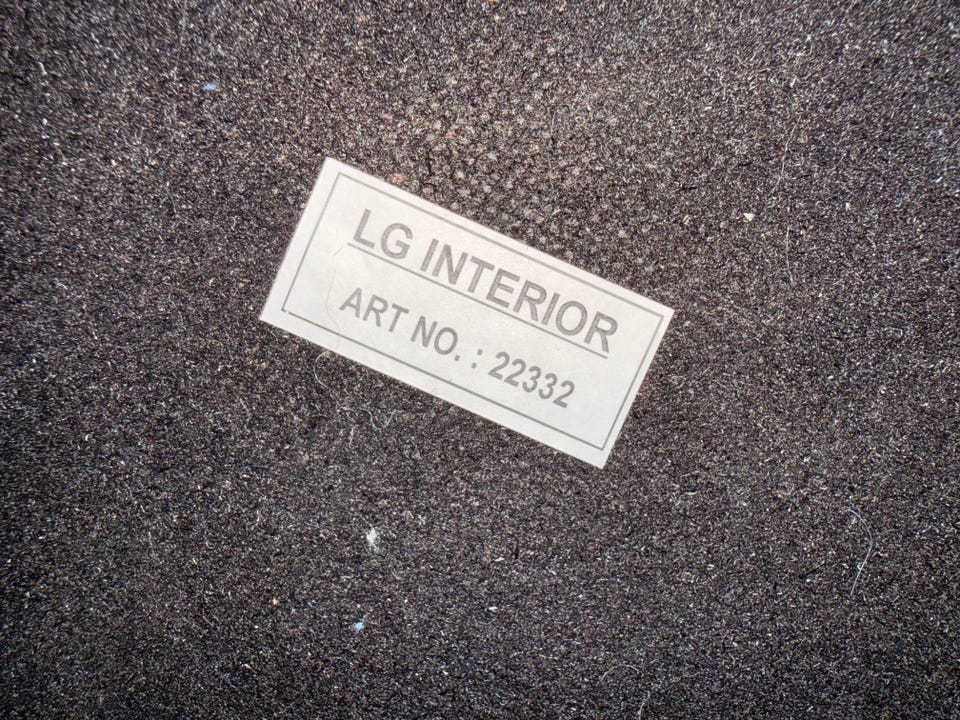 LG INTERIOR
ART NO. : 22332